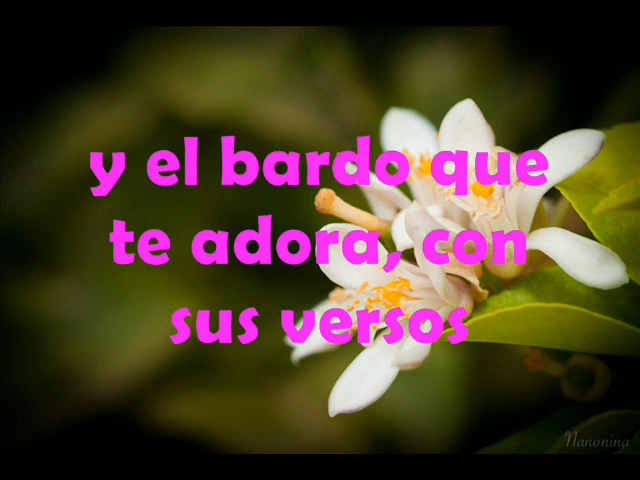 y el bardo que
te adora, con
sus versos
Nanonina